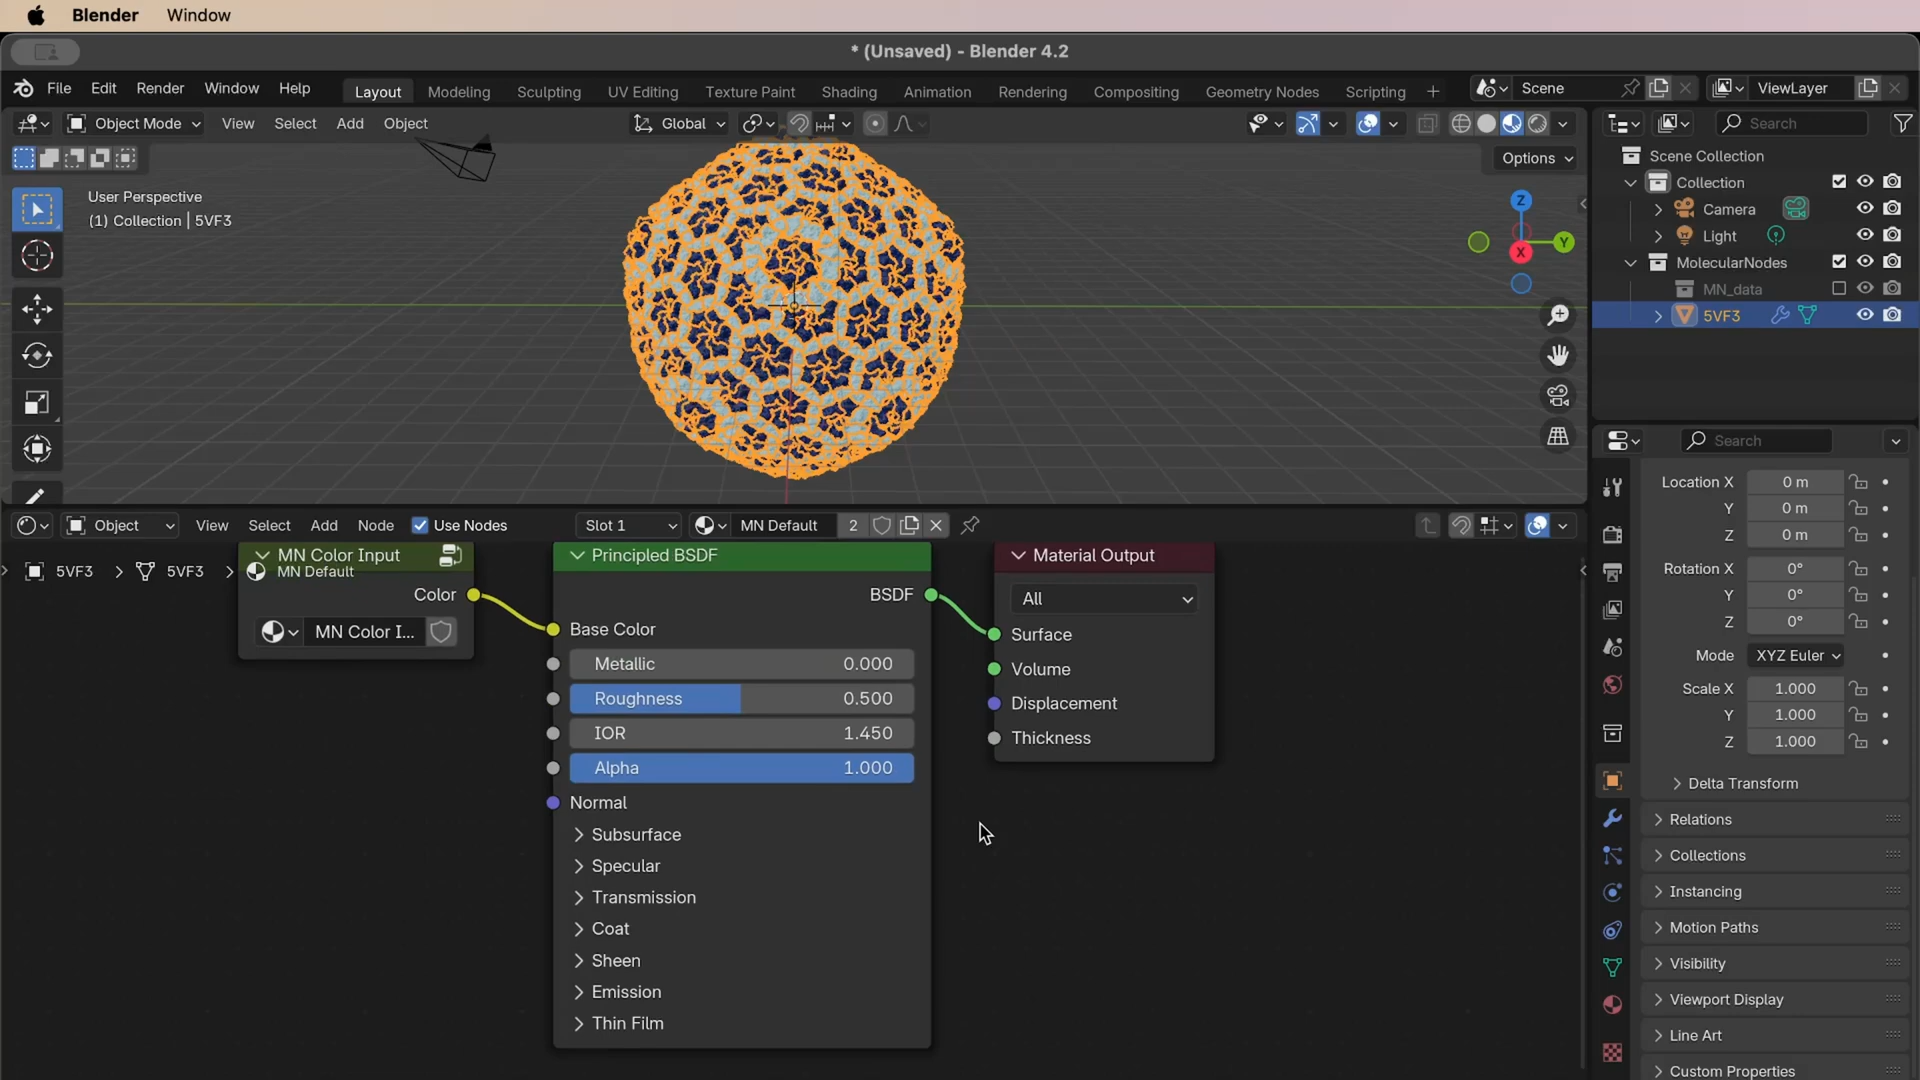 Blender Window
* (Unsaved) - Blender 4.2
File Edit Render Window Help Layout Modeling Sculpting UV Editing Texture Paint Shading Animation Rendering Compositing Geometry Nodes Scripting + Scene ViewLayer
Object Mode View Select Add Object Global Search
Options
User Perspective
(1) Collection | 5VF3
Z
Y
X
Scene Collection
Collection
Camera
Light
MolecularNodes
MN_data
5VF3
Search
Location X 0 m
Y 0 m
Z 0 m
Rotation X 0°
Y 0°
Z 0°
Mode XYZ Euler
Scale X 1.000
Y 1.000
Z 1.000
Delta Transform
Relations
Collections
Instancing
Motion Paths
Visibility
Viewport Display
Line Art
Custom Properties
Object View Select Add Node Use Nodes Slot 1 MN Default 2
5VF3 > 5VF3 > MN Default
MN Color Input
Color
MN Color I...
Principled BSDF
BSDF
Base Color
Metallic 0.000
Roughness 0.500
IOR 1.450
Alpha 1.000
Normal
Subsurface
Specular
Transmission
Coat
Sheen
Emission
Thin Film
Material Output
All
Surface
Volume
Displacement
Thickness